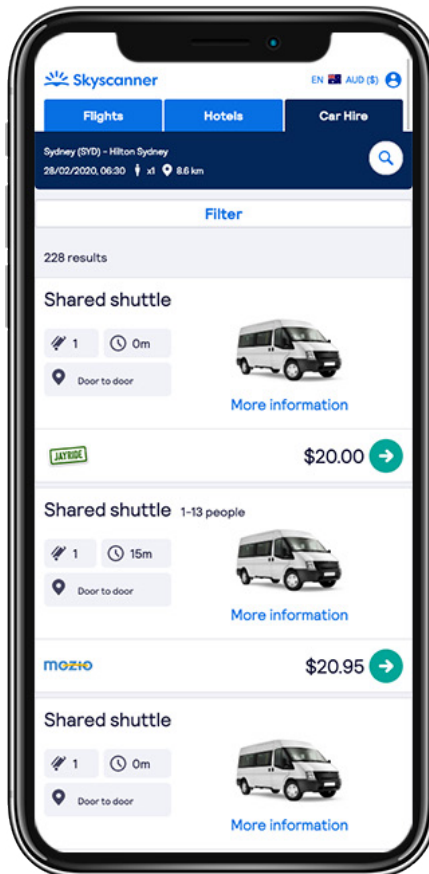 Skyscanner
EN AUD ($)
Flights Hotels Car Hire
Sydney (SYD) – Hilton Sydney
28/02/2020, 06:30 x1 8.6 km
Filter
228 results
Shared shuttle
1 0m
Door to door
More information
JAYRIDE $20.00
Shared shuttle 1-13 people
1 15m
Door to door
More information
mozio $20.95
Shared shuttle
1 0m
Door to door
More information